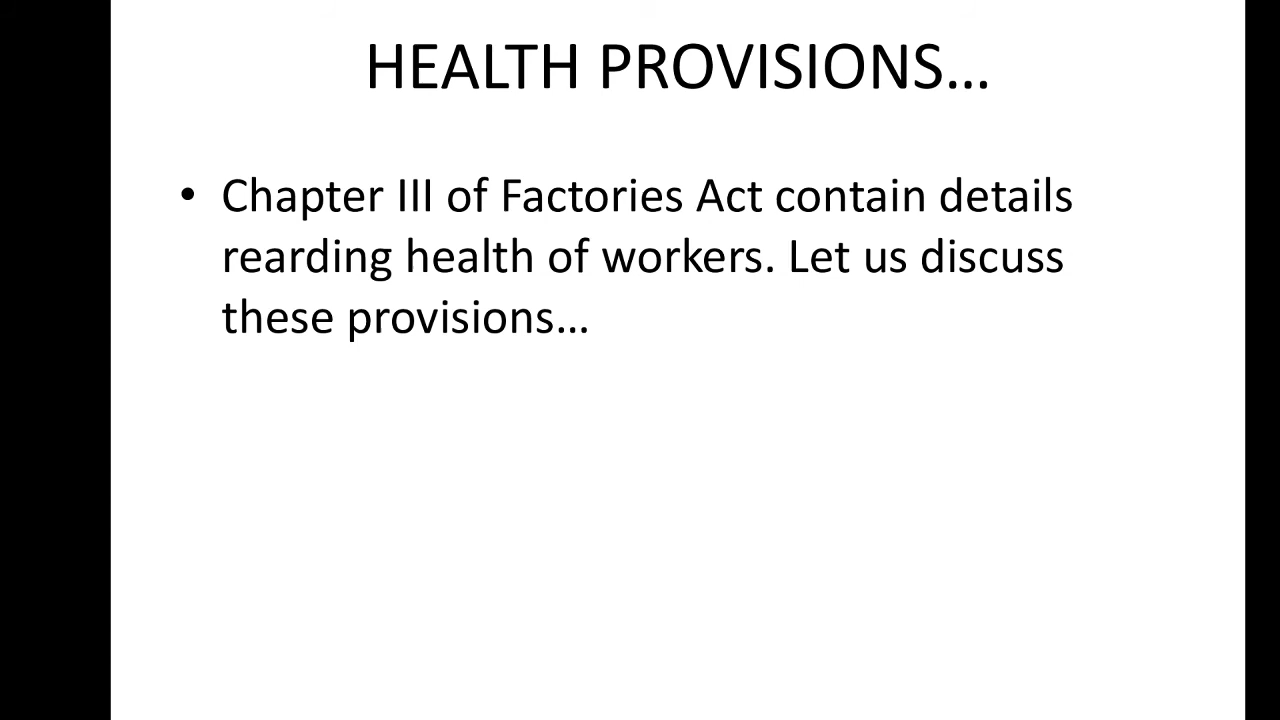 HEALTH PROVISIONS…
• Chapter III of Factories Act contain details
rearding health of workers. Let us discuss
these provisions…